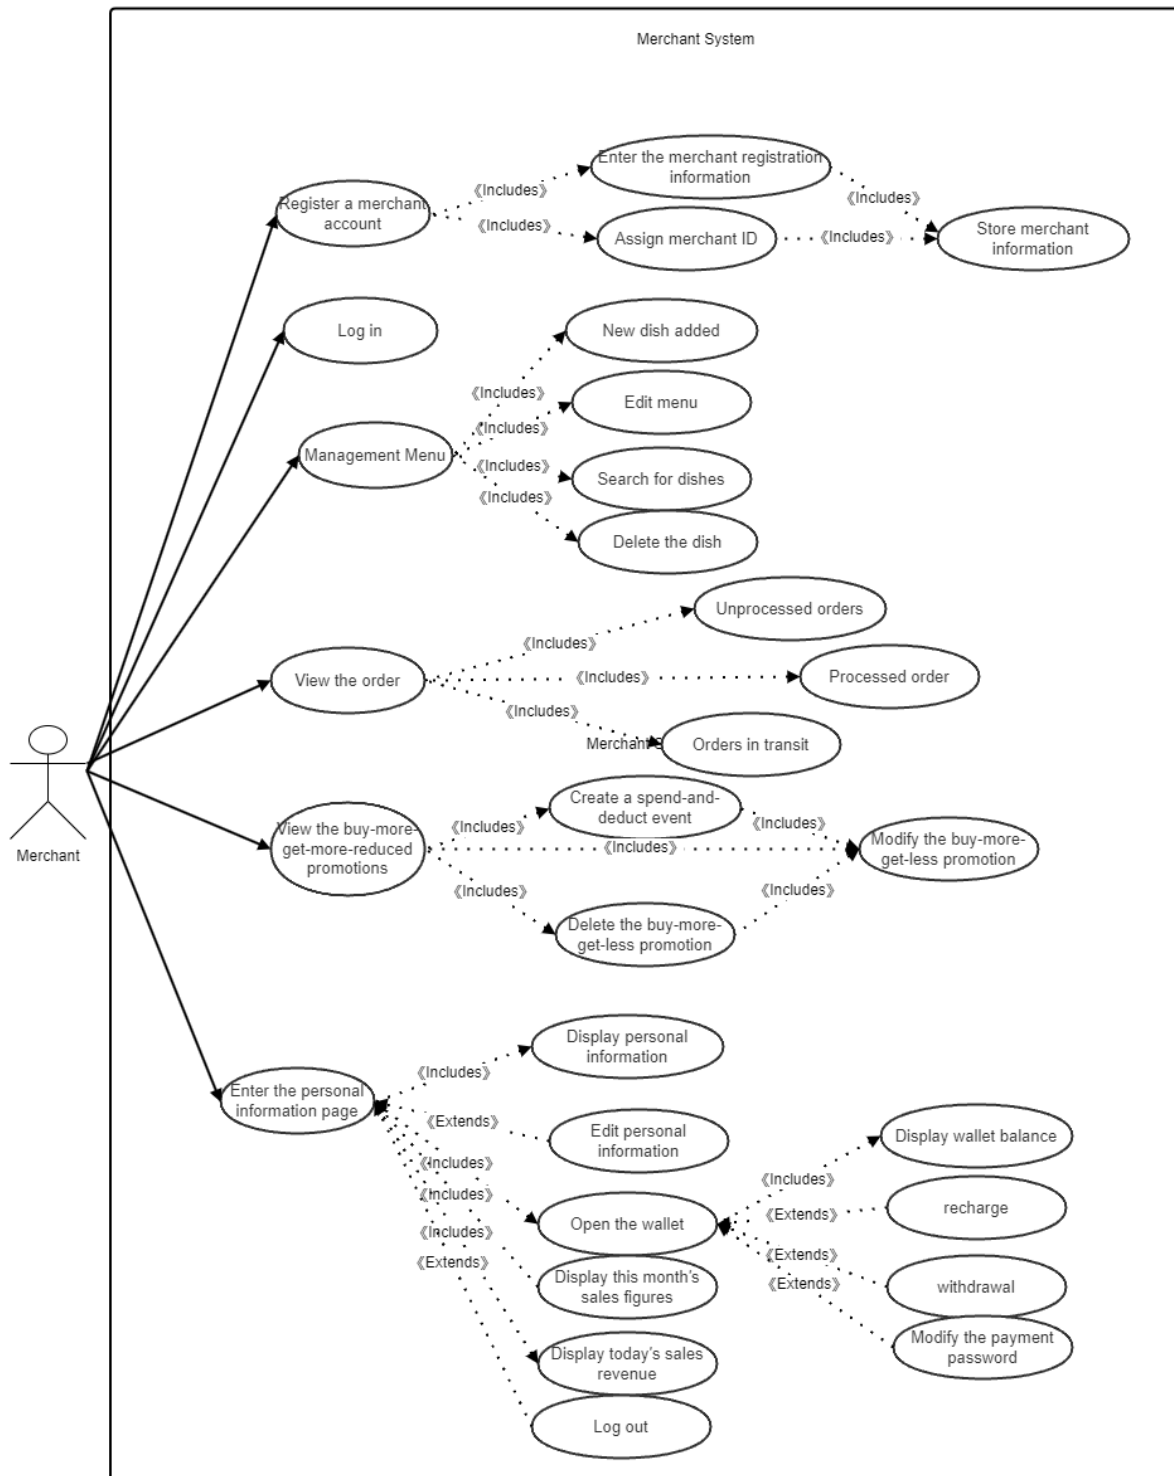 Merchant System
Enter the merchant registration
information
《Includes》
《Includes》
Register a merchant
account
《Includes》
Assign merchant ID
《Includes》
Store merchant
information
Log in
New dish added
《Includes》
Edit menu
《Includes》
Management Menu
《Includes》
Search for dishes
《Includes》
Delete the dish
Unprocessed orders
《Includes》
View the order
《Includes》
Processed order
《Includes》
Merchant S
Orders in transit
Merchant
View the buy-more-
get-more-reduced
promotions
《Includes》
Create a spend-and-
deduct event
《Includes》
《Includes》
Modify the buy-more-
get-less promotion
《Includes》
《Includes》
Delete the buy-more-
get-less promotion
Display personal
information
《Includes》
Enter the personal
information page
《Extends》
Edit personal
information
《Includes》
《Includes》
Open the wallet
《Includes》
Display wallet balance
《Extends》
recharge
《Includes》
《Extends》
Display this month's
sales figures
《Extends》
《Extends》
withdrawal
Modify the payment
password
Display today's sales
revenue
Log out